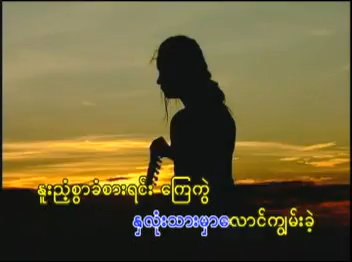 နူးညံ့စွာခံစားရင်း ကြေကွဲ
နှလုံးသားမှာလောင်ကျွမ်းခဲ့